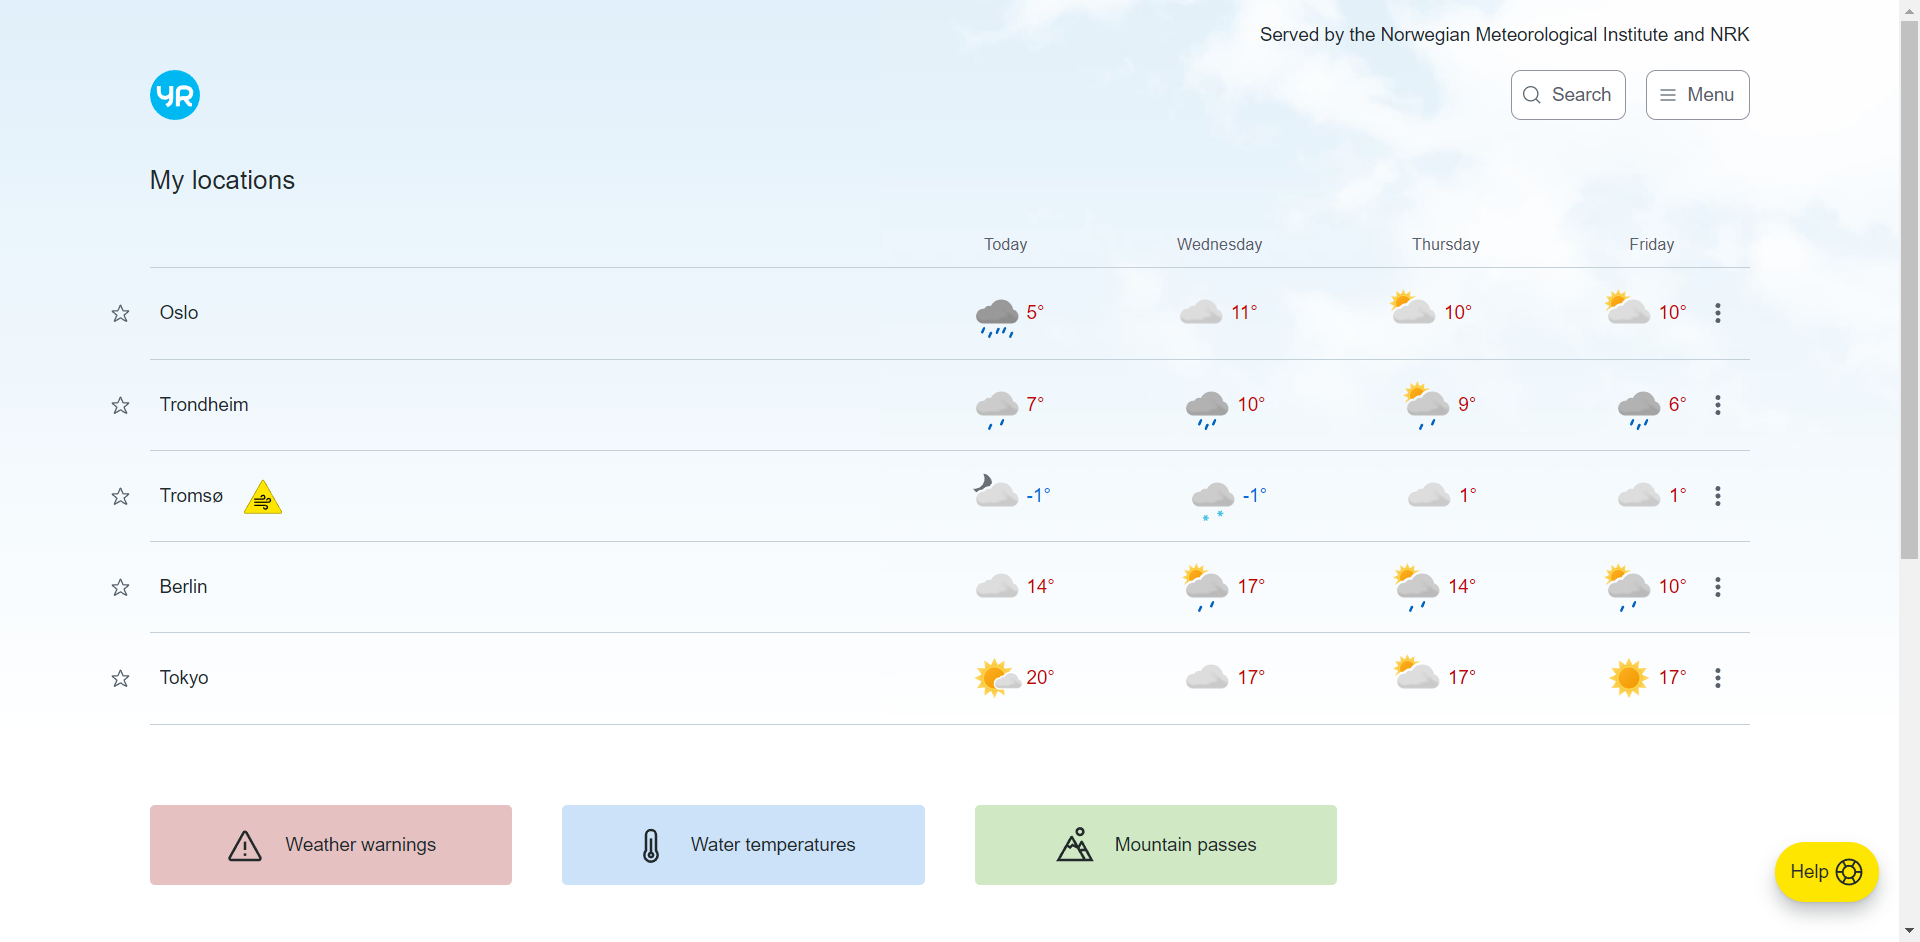 Served by the Norwegian Meteorological Institute and NRK
YR
Search
Menu
My locations
Today Wednesday Thursday Friday
Oslo 5° 11° 10° 10°
Trondheim 7° 10° 9° 6°
Tromsø -1° -1° 1° 1°
Berlin 14° 17° 14° 10°
Tokyo 20° 17° 17° 17°
Weather warnings
Water temperatures
Mountain passes
Help